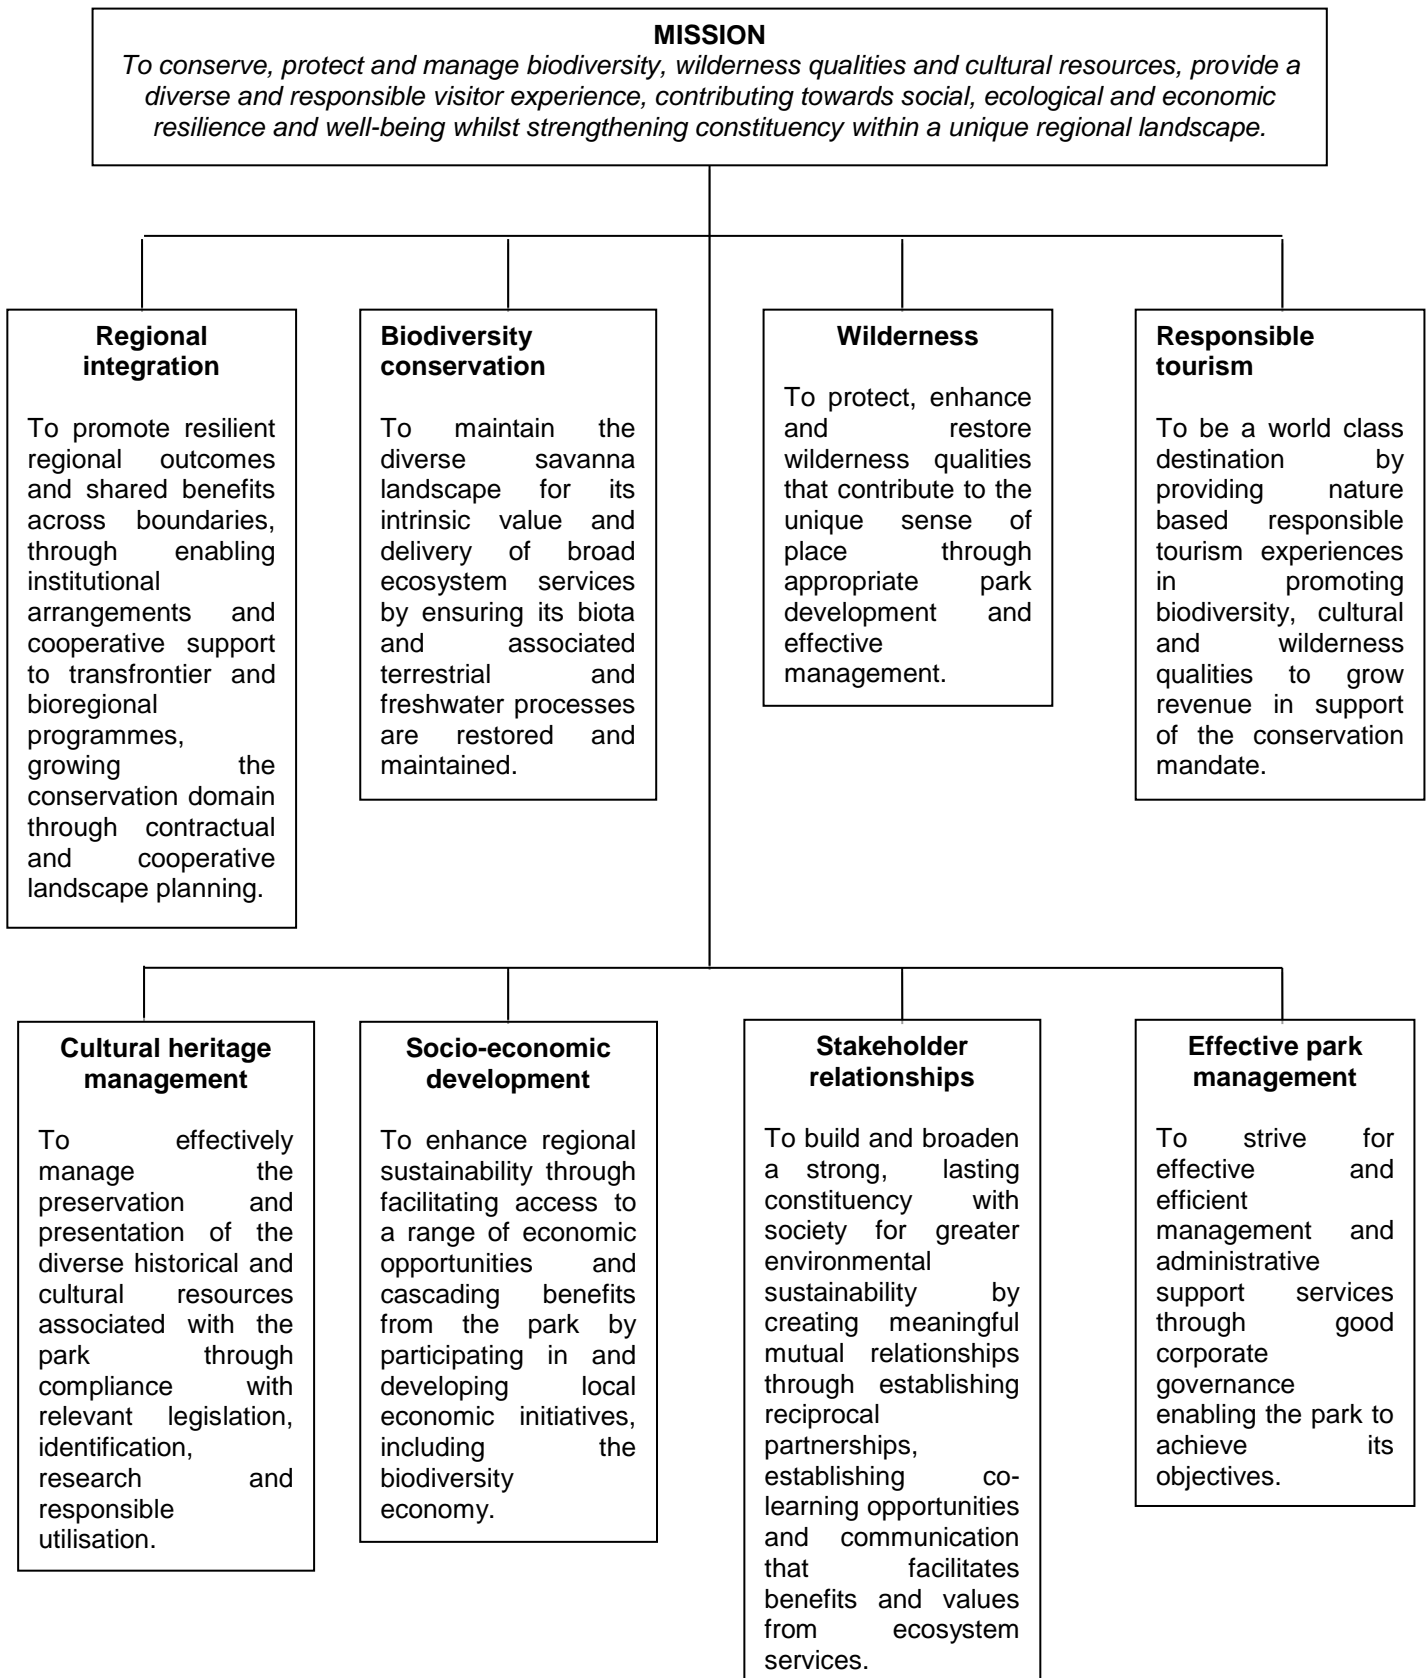 MISSION
To conserve, protect and manage biodiversity, wilderness qualities and cultural resources, provide a
diverse and responsible visitor experience, contributing towards social, ecological and economic
resilience and well-being whilst strengthening constituency within a unique regional landscape.
Regional
integration
To promote resilient
regional outcomes
and shared benefits
across boundaries,
through enabling
institutional
arrangements and
cooperative support
to transfrontier and
bioregional
programmes,
growing the
conservation domain
through contractual
and cooperative
landscape planning.
Biodiversity
conservation
To maintain the
diverse savanna
landscape for its
intrinsic value and
delivery of broad
ecosystem services
by ensuring its biota
and associated
terrestrial and
freshwater processes
are restored and
maintained.
Wilderness
To protect, enhance
and restore
wilderness qualities
that contribute to the
unique sense of
place through
appropriate park
development and
effective
management.
Responsible
tourism
To be a world class
destination by
providing nature
based responsible
tourism experiences
in promoting
biodiversity, cultural
and wilderness
qualities to grow
revenue in support
of the conservation
mandate.
Cultural heritage
management
To effectively
manage the
preservation and
presentation of the
diverse historical and
cultural resources
associated with the
park through
compliance with
relevant legislation,
identification,
research and
responsible
utilisation.
Socio-economic
development
To enhance regional
sustainability through
facilitating access to
a range of economic
opportunities and
cascading benefits
from the park by
participating in and
developing local
economic initiatives,
including the
biodiversity
economy.
Stakeholder
relationships
To build and broaden
a strong, lasting
constituency with
society for greater
environmental
sustainability by
creating meaningful
mutual relationships
through establishing
reciprocal
partnerships,
establishing co-
learning opportunities
and communication
that facilitates
benefits and values
from ecosystem
services.
Effective park
management
To strive for
effective and
efficient
management and
administrative
support services
through good
corporate
governance
enabling the park to
achieve its
objectives.